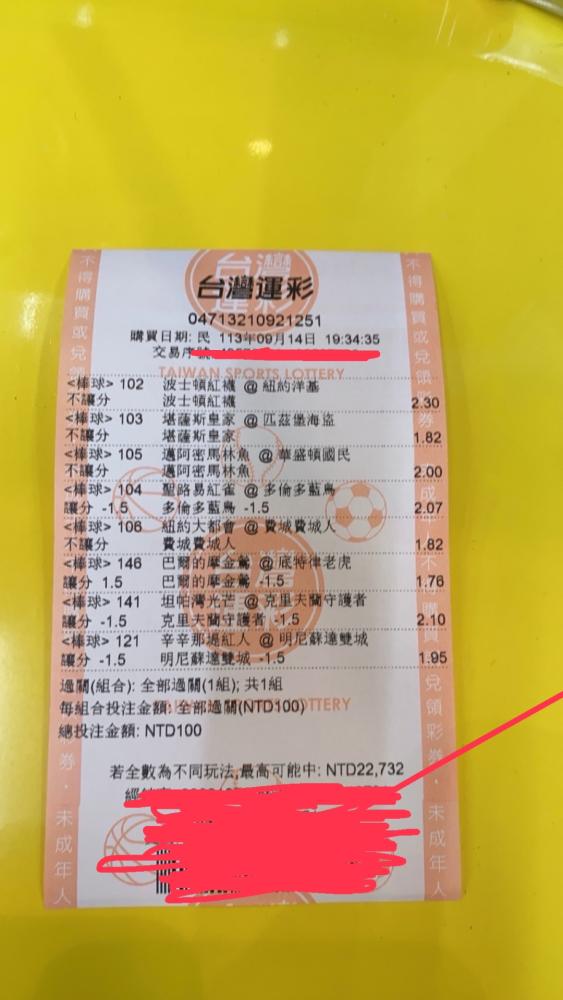 台灣運彩
04713210921251
購買日期: 民 113年09月14日 19:34:35
交易序號
TAIWAN SPORTS LOTTERY
<棒球> 102 波士頓紅襪 @ 紐約洋基
不讓分 波士頓紅襪 2.30
<棒球> 103 堪薩斯皇家 @ 匹茲堡海盜
不讓分 堪薩斯皇家 1.82
<棒球> 105 邁阿密馬林魚 @ 華盛頓國民
不讓分 邁阿密馬林魚 2.00
<棒球> 104 聖路易紅雀 @ 多倫多藍鳥
讓分 -1.5 多倫多藍鳥 -1.5 2.07
<棒球> 106 紐約大都會 @ 費城費城人
不讓分 費城費城人 1.82
<棒球> 146 巴爾的摩金鶯 @ 底特律老虎
讓分 1.5 巴爾的摩金鶯 -1.5 1.76
<棒球> 141 坦帕灣光芒 @ 克里夫蘭守護者
讓分 -1.5 克里夫蘭守護者 -1.5 2.10
<棒球> 121 辛辛那堤紅人 @ 明尼蘇達雙城
讓分 -1.5 明尼蘇達雙城 -1.5 1.95
過關(組合): 全部過關(1組); 共1組
每組合投注金額: 全部過關(NTD100)
總投注金額: NTD100
若全數為不同玩法,最高可能中: NTD22,732
不得購買或兌領
彩券
未成年人
兌領彩券・未成年人